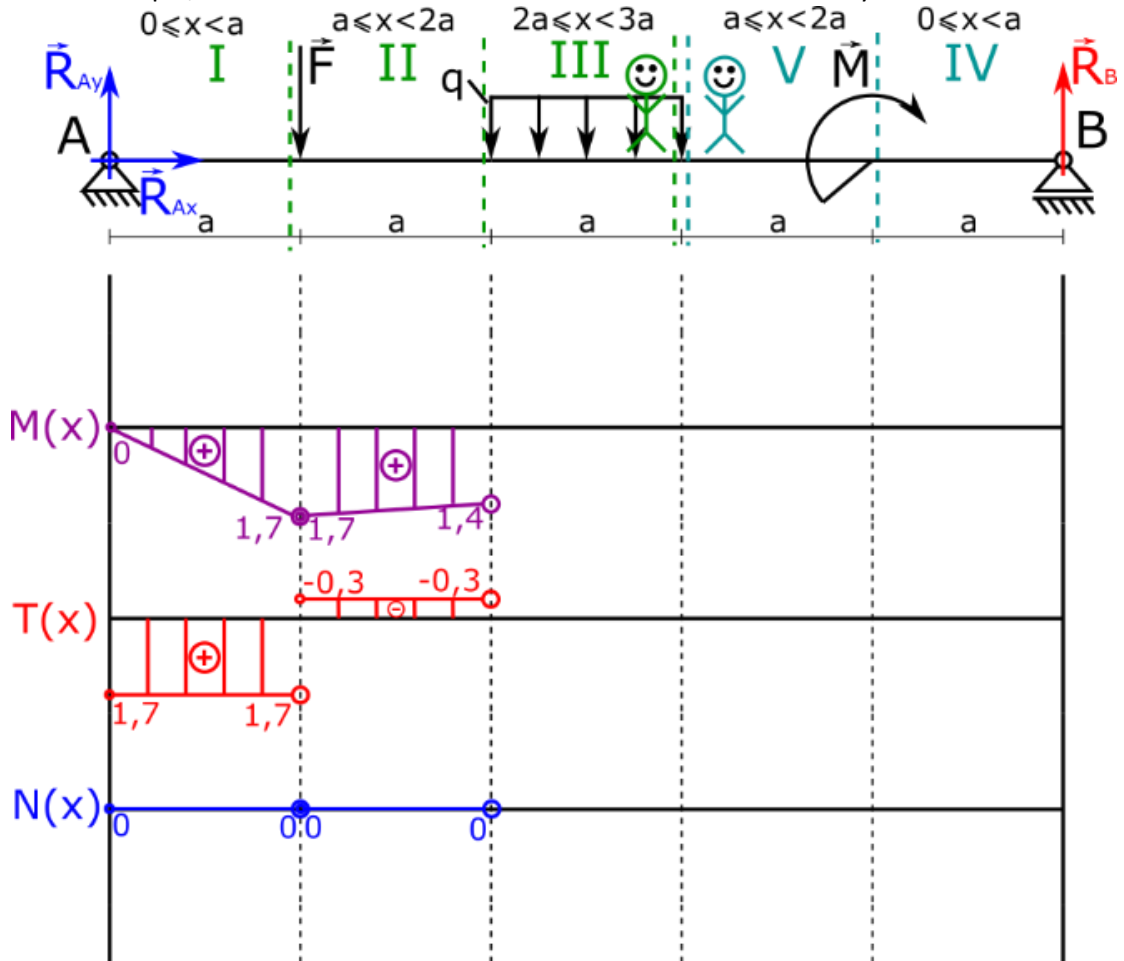 0⩽x<a a⩽x<2a 2a⩽x<3a a⩽x<2a 0⩽x<a
R⃗Ay I F⃗ II q III V M⃗ IV R⃗B
A B
R⃗Ax
a a a a a
M(x) + +
0 1,7 1,7 1,4
-0,3 -0,3
T(x) + −
1,7 1,7
N(x)
0 0 0 0